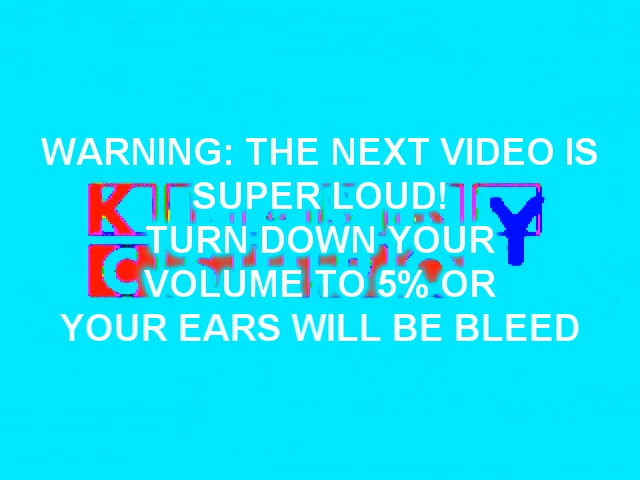 WARNING: THE NEXT VIDEO IS
SUPER LOUD!
TURN DOWN YOUR
VOLUME TO 5% OR
YOUR EARS WILL BE BLEED
K
Y
C